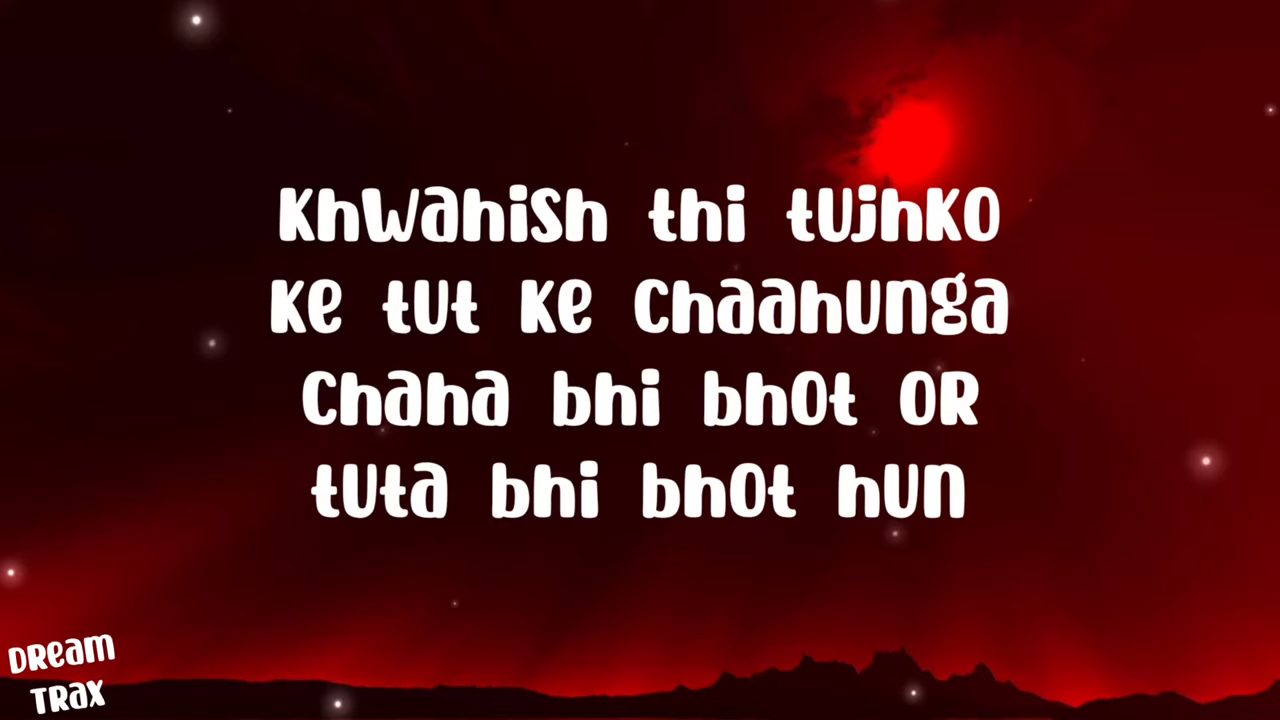 Khwahish thi tujhko
Ke tut Ke Chaahunga
Chaha bhi bhot OR
tuta bhi bhot hun
DReam
TRax